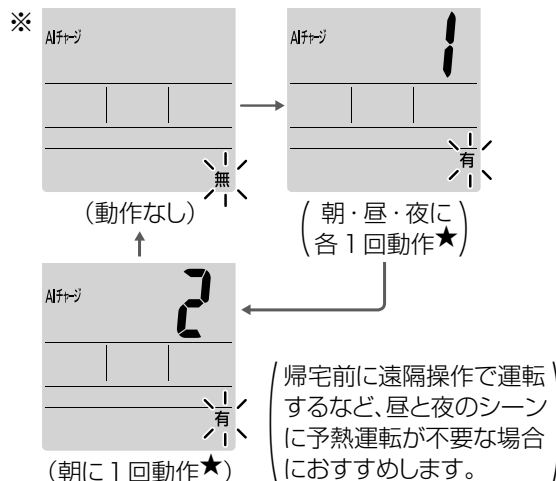 ※
AIﾁｬｰｼﾞ
無
(動作なし)
AIﾁｬｰｼﾞ
1
有
(朝・昼・夜に
各1回動作★)
AIﾁｬｰｼﾞ
2
有
(朝に1回動作★)
(帰宅前に遠隔操作で運転
するなど、昼と夜のシーン
に予熱運転が不要な場合
におすすめします。)